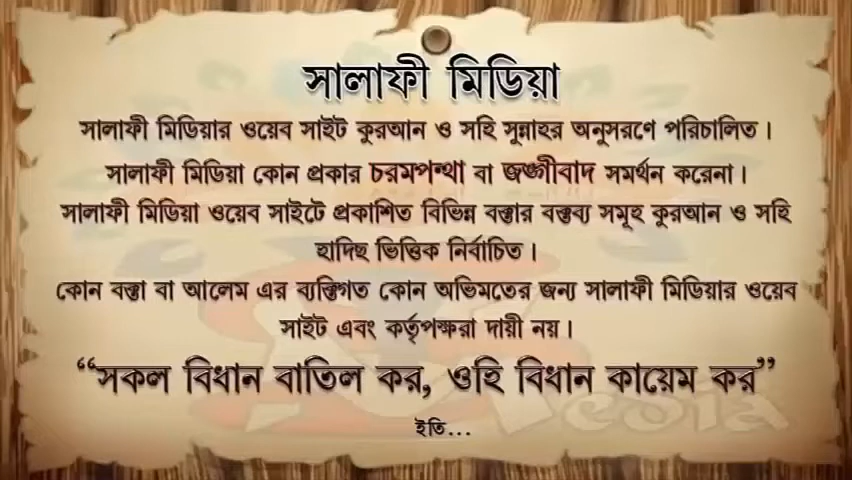 সালাফী মিডিয়া
সালাফী মিডিয়ার ওয়েব সাইট কুরআন ও সহি সুন্নাহর অনুসরণে পরিচালিত।
সালাফী মিডিয়া কোন প্রকার চরমপন্থা বা জঙ্গীবাদ সমর্থন করেনা।
সালাফী মিডিয়া ওয়েব সাইটে প্রকাশিত বিভিন্ন বক্তার বক্তব্য সমূহ কুরআন ও সহি
হাদিছ ভিত্তিক নির্বাচিত।
কোন বক্তা বা আলেম এর ব্যক্তিগত কোন অভিমতের জন্য সালাফী মিডিয়ার ওয়েব
সাইট এবং কর্তৃপক্ষরা দায়ী নয়।
“সকল বিধান বাতিল কর, ওহি বিধান কায়েম কর”
Media
ইতি...